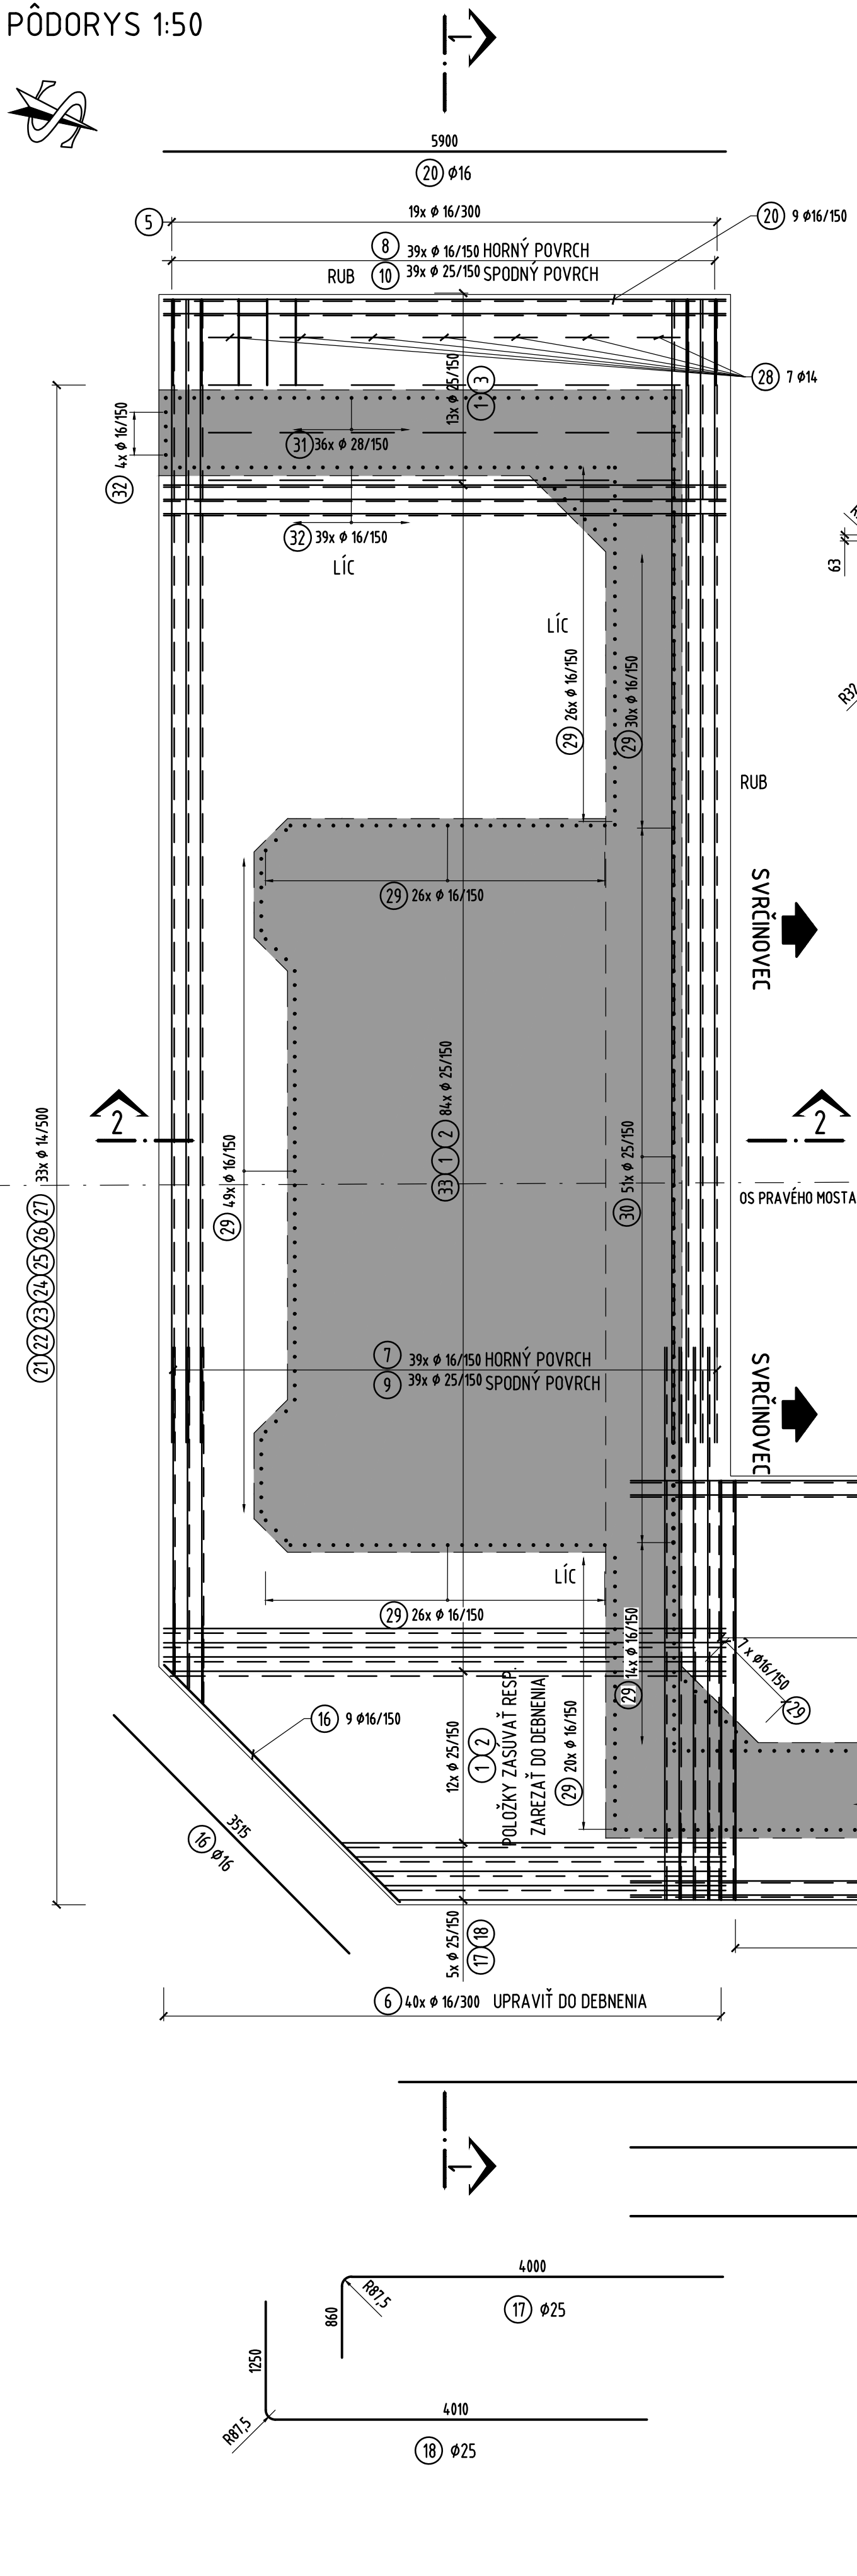 PÔDORYS 1:50
1
5900
20 ϕ16
19x ϕ 16/300
5
20 9 ϕ16/150
8 39x ϕ 16/150 HORNÝ POVRCH
RUB 10 39x ϕ 25/150 SPODNÝ POVRCH
13x ϕ 25/150
1 3
28 7 ϕ14
32 4x ϕ 16/150
31 36x ϕ 28/150
32 39x ϕ 16/150
LÍC
63
LÍC
29 26x ϕ 16/150
29 30x ϕ 16/150
RUB
29 26x ϕ 16/150
SVRČINOVEC
2
2
33x ϕ 14/500
21 22 23 24 25 26 27
29 49x ϕ 16/150
33 1 2 84x ϕ 25/150
30 51x ϕ 25/150
OS PRAVÉHO MOSTA
7 39x ϕ 16/150 HORNÝ POVRCH
9 39x ϕ 25/150 SPODNÝ POVRCH
SVRČINOVEC
LÍC
29 26x ϕ 16/150
29 14x ϕ 16/150
7 x ϕ16/150
29
16 9 ϕ16/150
12x ϕ 25/150
1 2
POLOŽKY ZASUVAŤ RESP.
ZAREZAŤ DO DEBNENIA
29 20x ϕ 16/150
3515
16 ϕ16
5x ϕ 25/150
17 18
6 40x ϕ 16/300 UPRAVIŤ DO DEBNENIA
1
4000
R87,5
860
17 ϕ25
1250
4010
R87,5
18 ϕ25